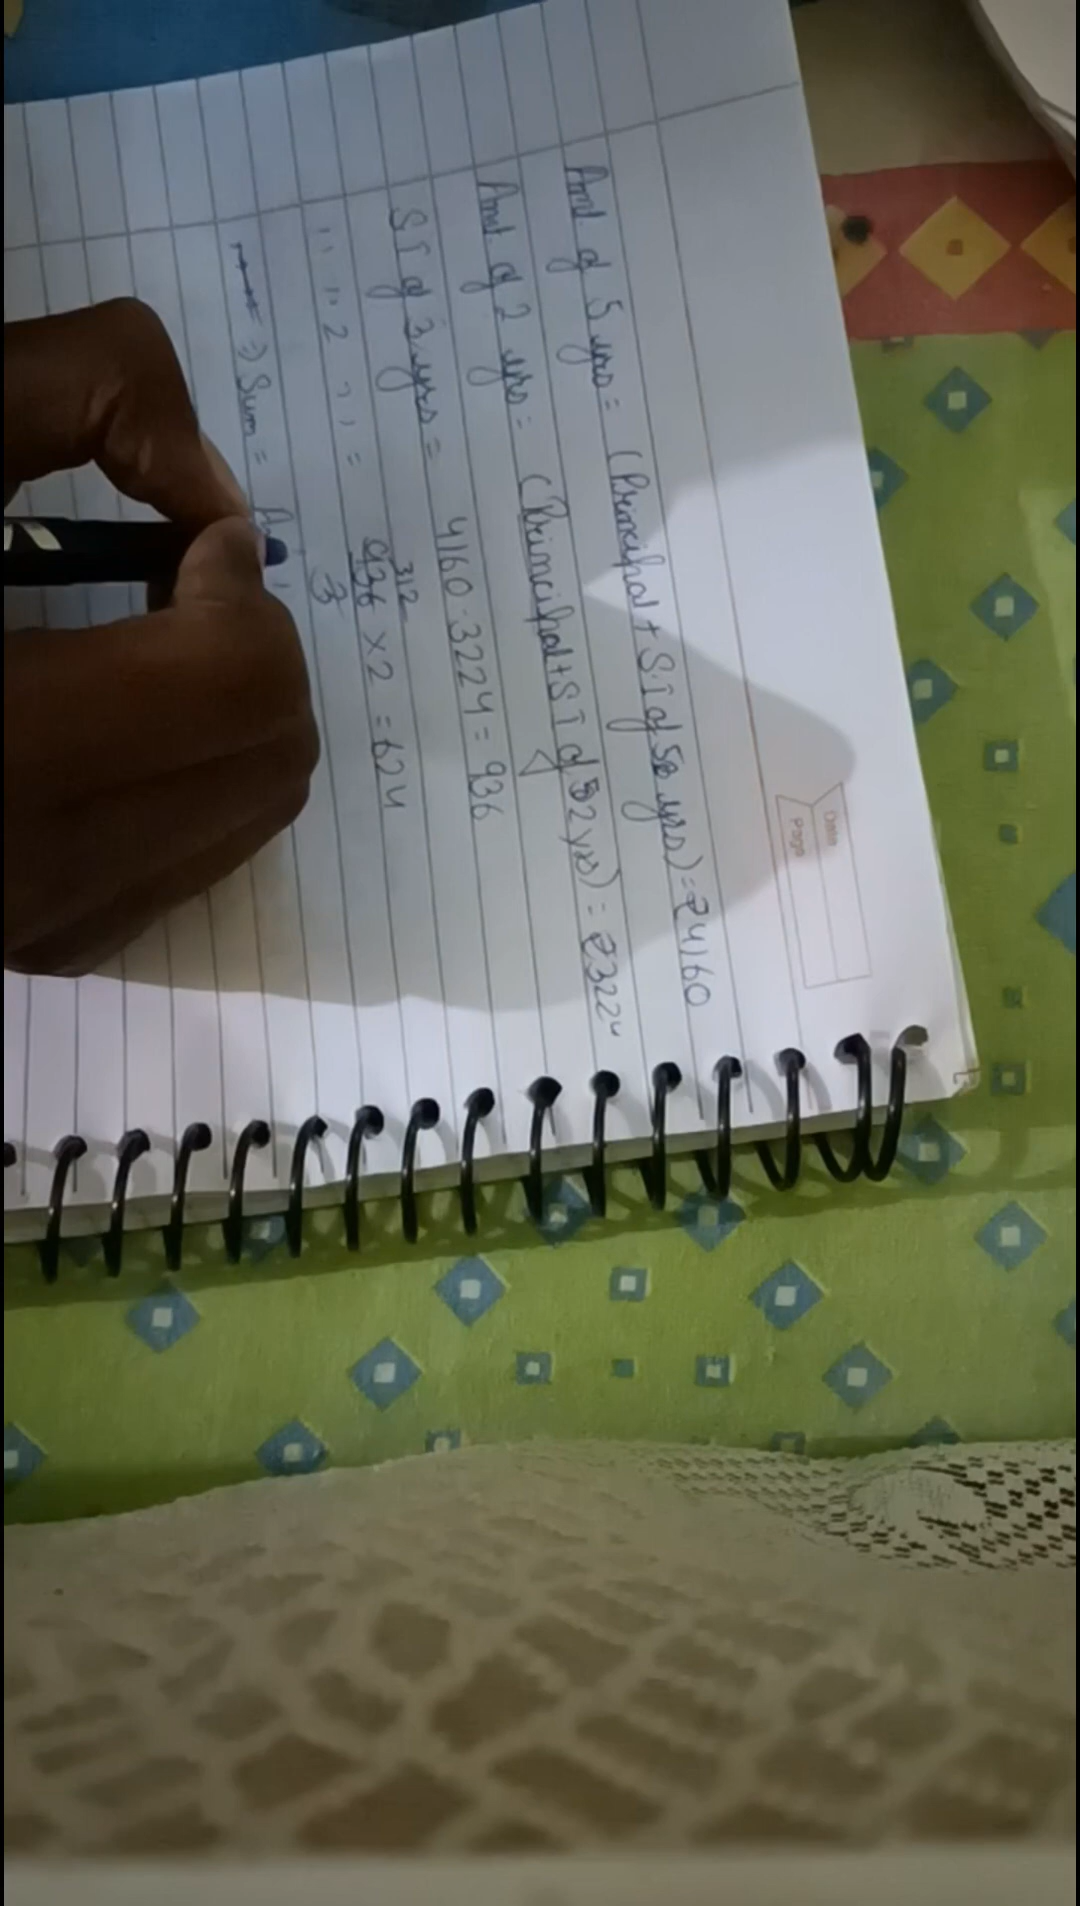 Date
Page
Amt. of 5 yrs = (Principal + S.I of 5 yrs) = ₹4160
Amt. of 2 yrs = (Principal + S I of 2 yrs) = ₹3224
S I of 3 yrs = 4160 - 3224 = 936
312
" " 2 " " = 936 × 2 = 624
3
⇒ Sum = A